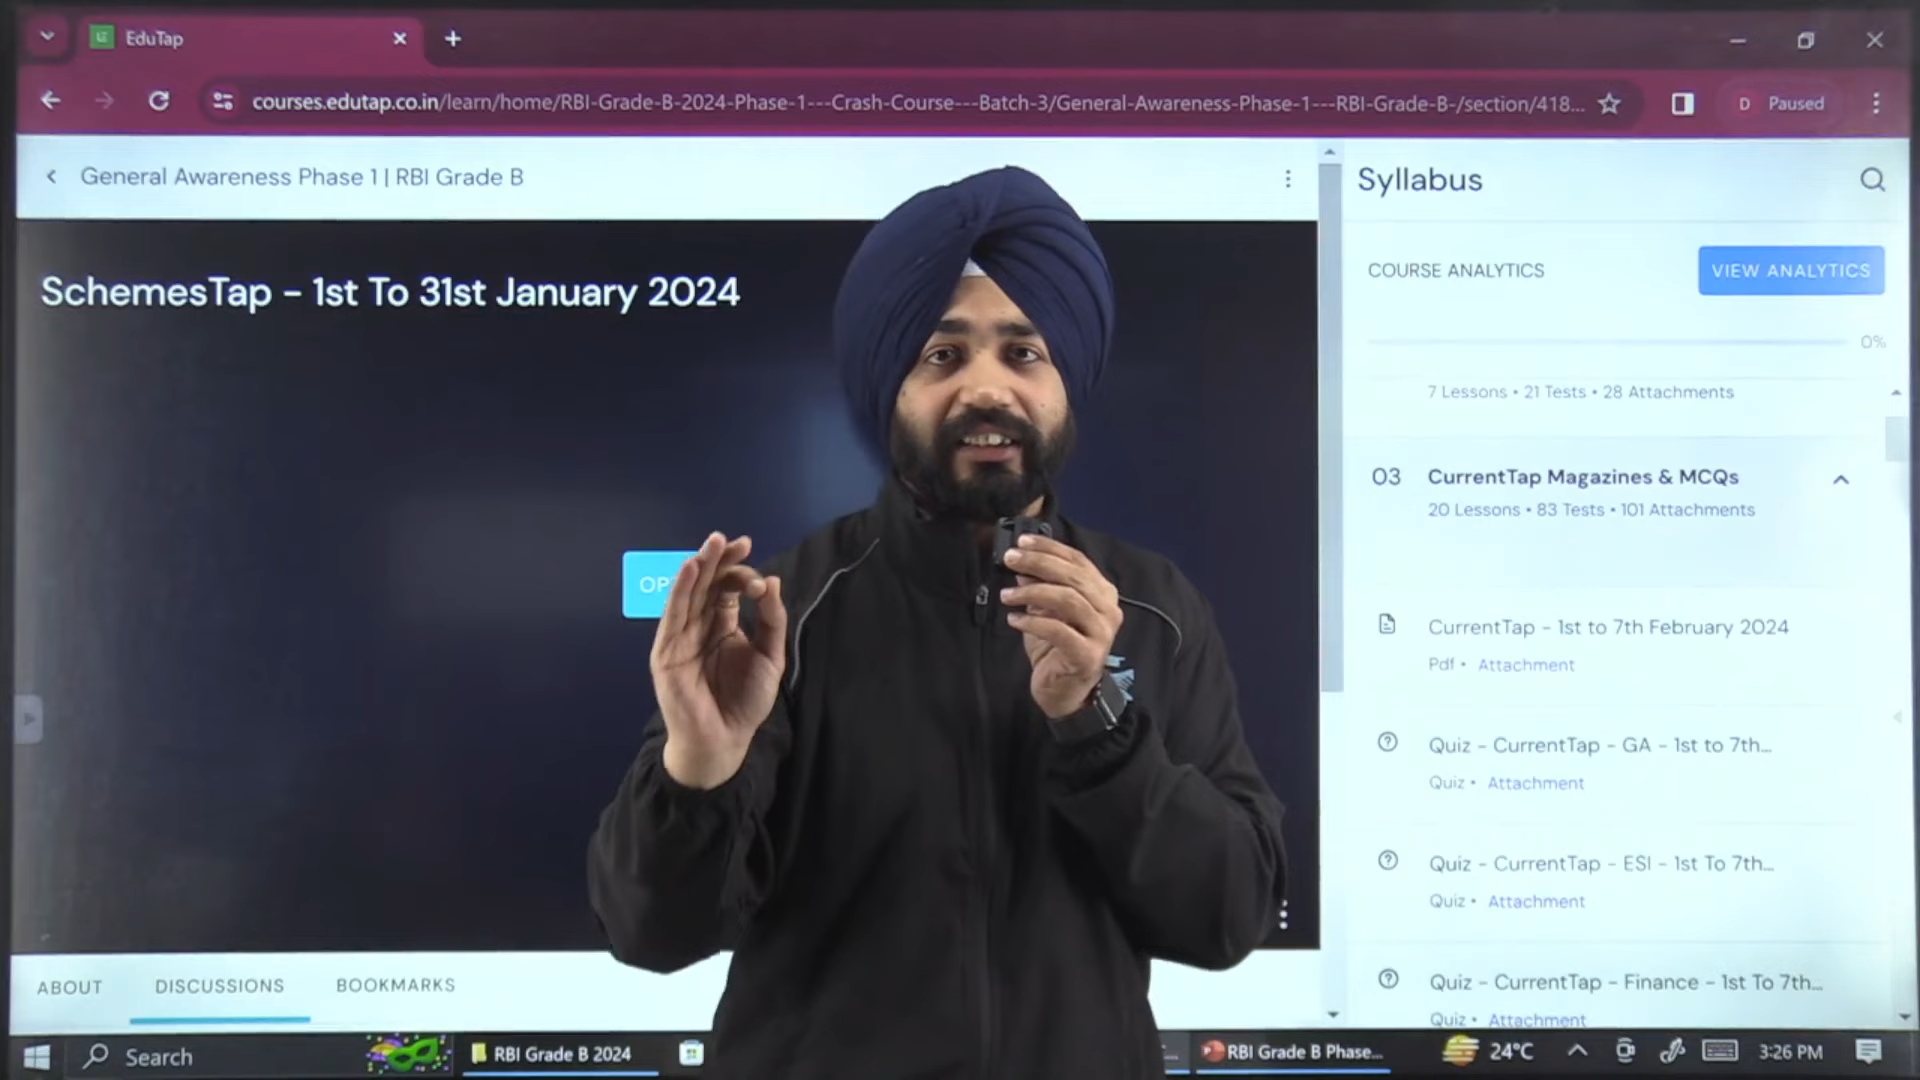 EduTap
courses.edutap.co.in/learn/home/RBI-Grade-B-2024-Phase-1---Crash-Course---Batch-3/General-Awareness-Phase-1---RBI-Grade-B-/section/418...
D Paused
General Awareness Phase 1 | RBI Grade B
SchemesTap - 1st To 31st January 2024
ABOUT
DISCUSSIONS
BOOKMARKS
Syllabus
COURSE ANALYTICS
VIEW ANALYTICS
0%
7 Lessons • 21 Tests • 28 Attachments
03 CurrentTap Magazines & MCQs
20 Lessons • 83 Tests • 101 Attachments
CurrentTap - 1st to 7th February 2024
Pdf • Attachment
Quiz - CurrentTap - GA - 1st to 7th...
Quiz • Attachment
Quiz - CurrentTap - ESI - 1st To 7th...
Quiz • Attachment
Quiz - CurrentTap - Finance - 1st To 7th...
Quiz • Attachment
Search
RBI Grade B 2024
RBI Grade B Phase...
24°C
3:26 PM